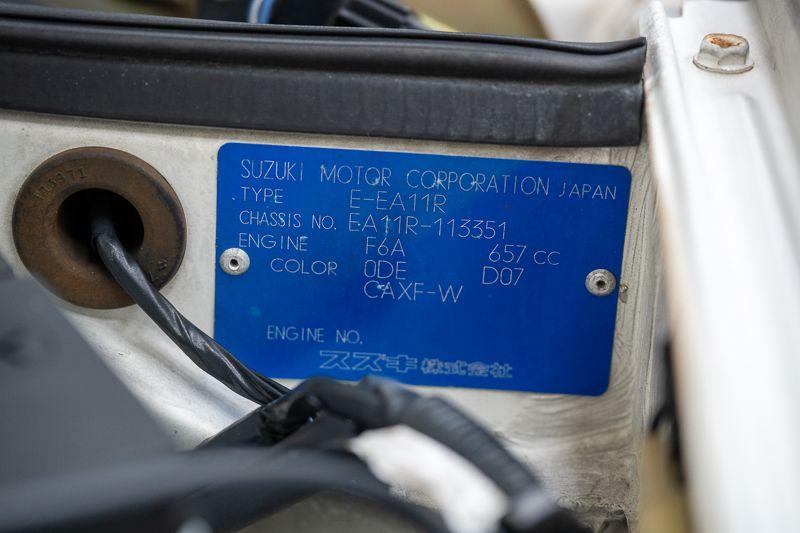 SUZUKI MOTOR CORPORATION JAPAN
TYPE E-EA11R
CHASSIS NO. EA11R-113351
ENGINE F6A 657 CC
COLOR 0DE D07
CAXF-W
ENGINE NO.
スズキ株式会社